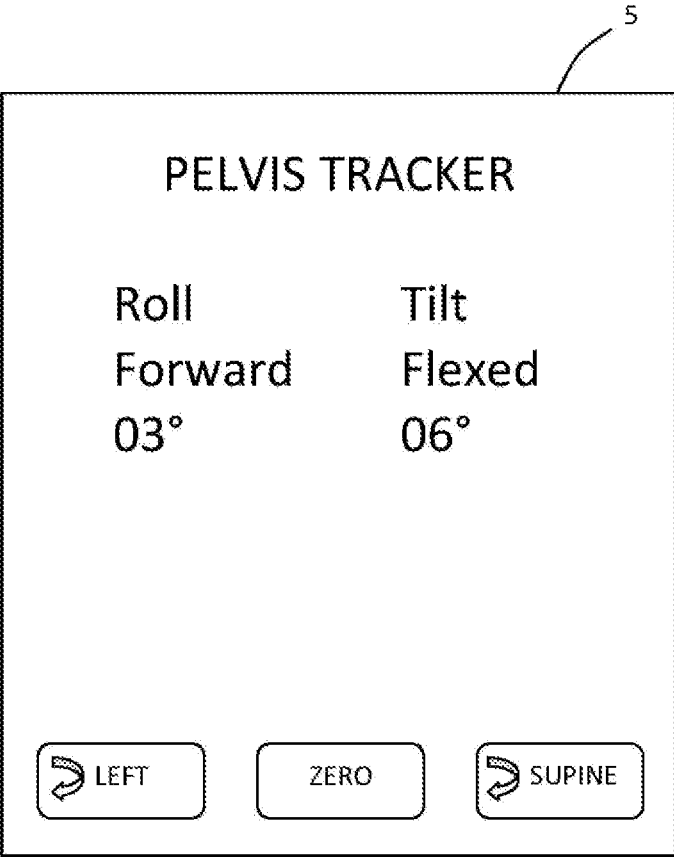 5
PELVIS TRACKER
Roll Tilt
Forward Flexed
03° 06°
LEFT ZERO SUPINE